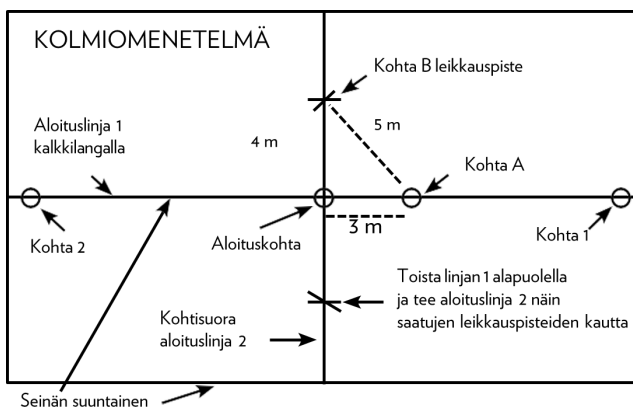 KOLMIOMENETELMÄ
Kohta B leikkauspiste
Aloituslinja 1
kalkkilangalla
4 m
5 m
Kohta A
Kohta 2
Aloituskohta
3 m
Kohta 1
Toista linjan 1 alapuolella
ja tee aloituslinja 2 näin
saatujen leikkauspisteiden kautta
Kohtisuora
aloituslinja 2
Seinän suuntainen